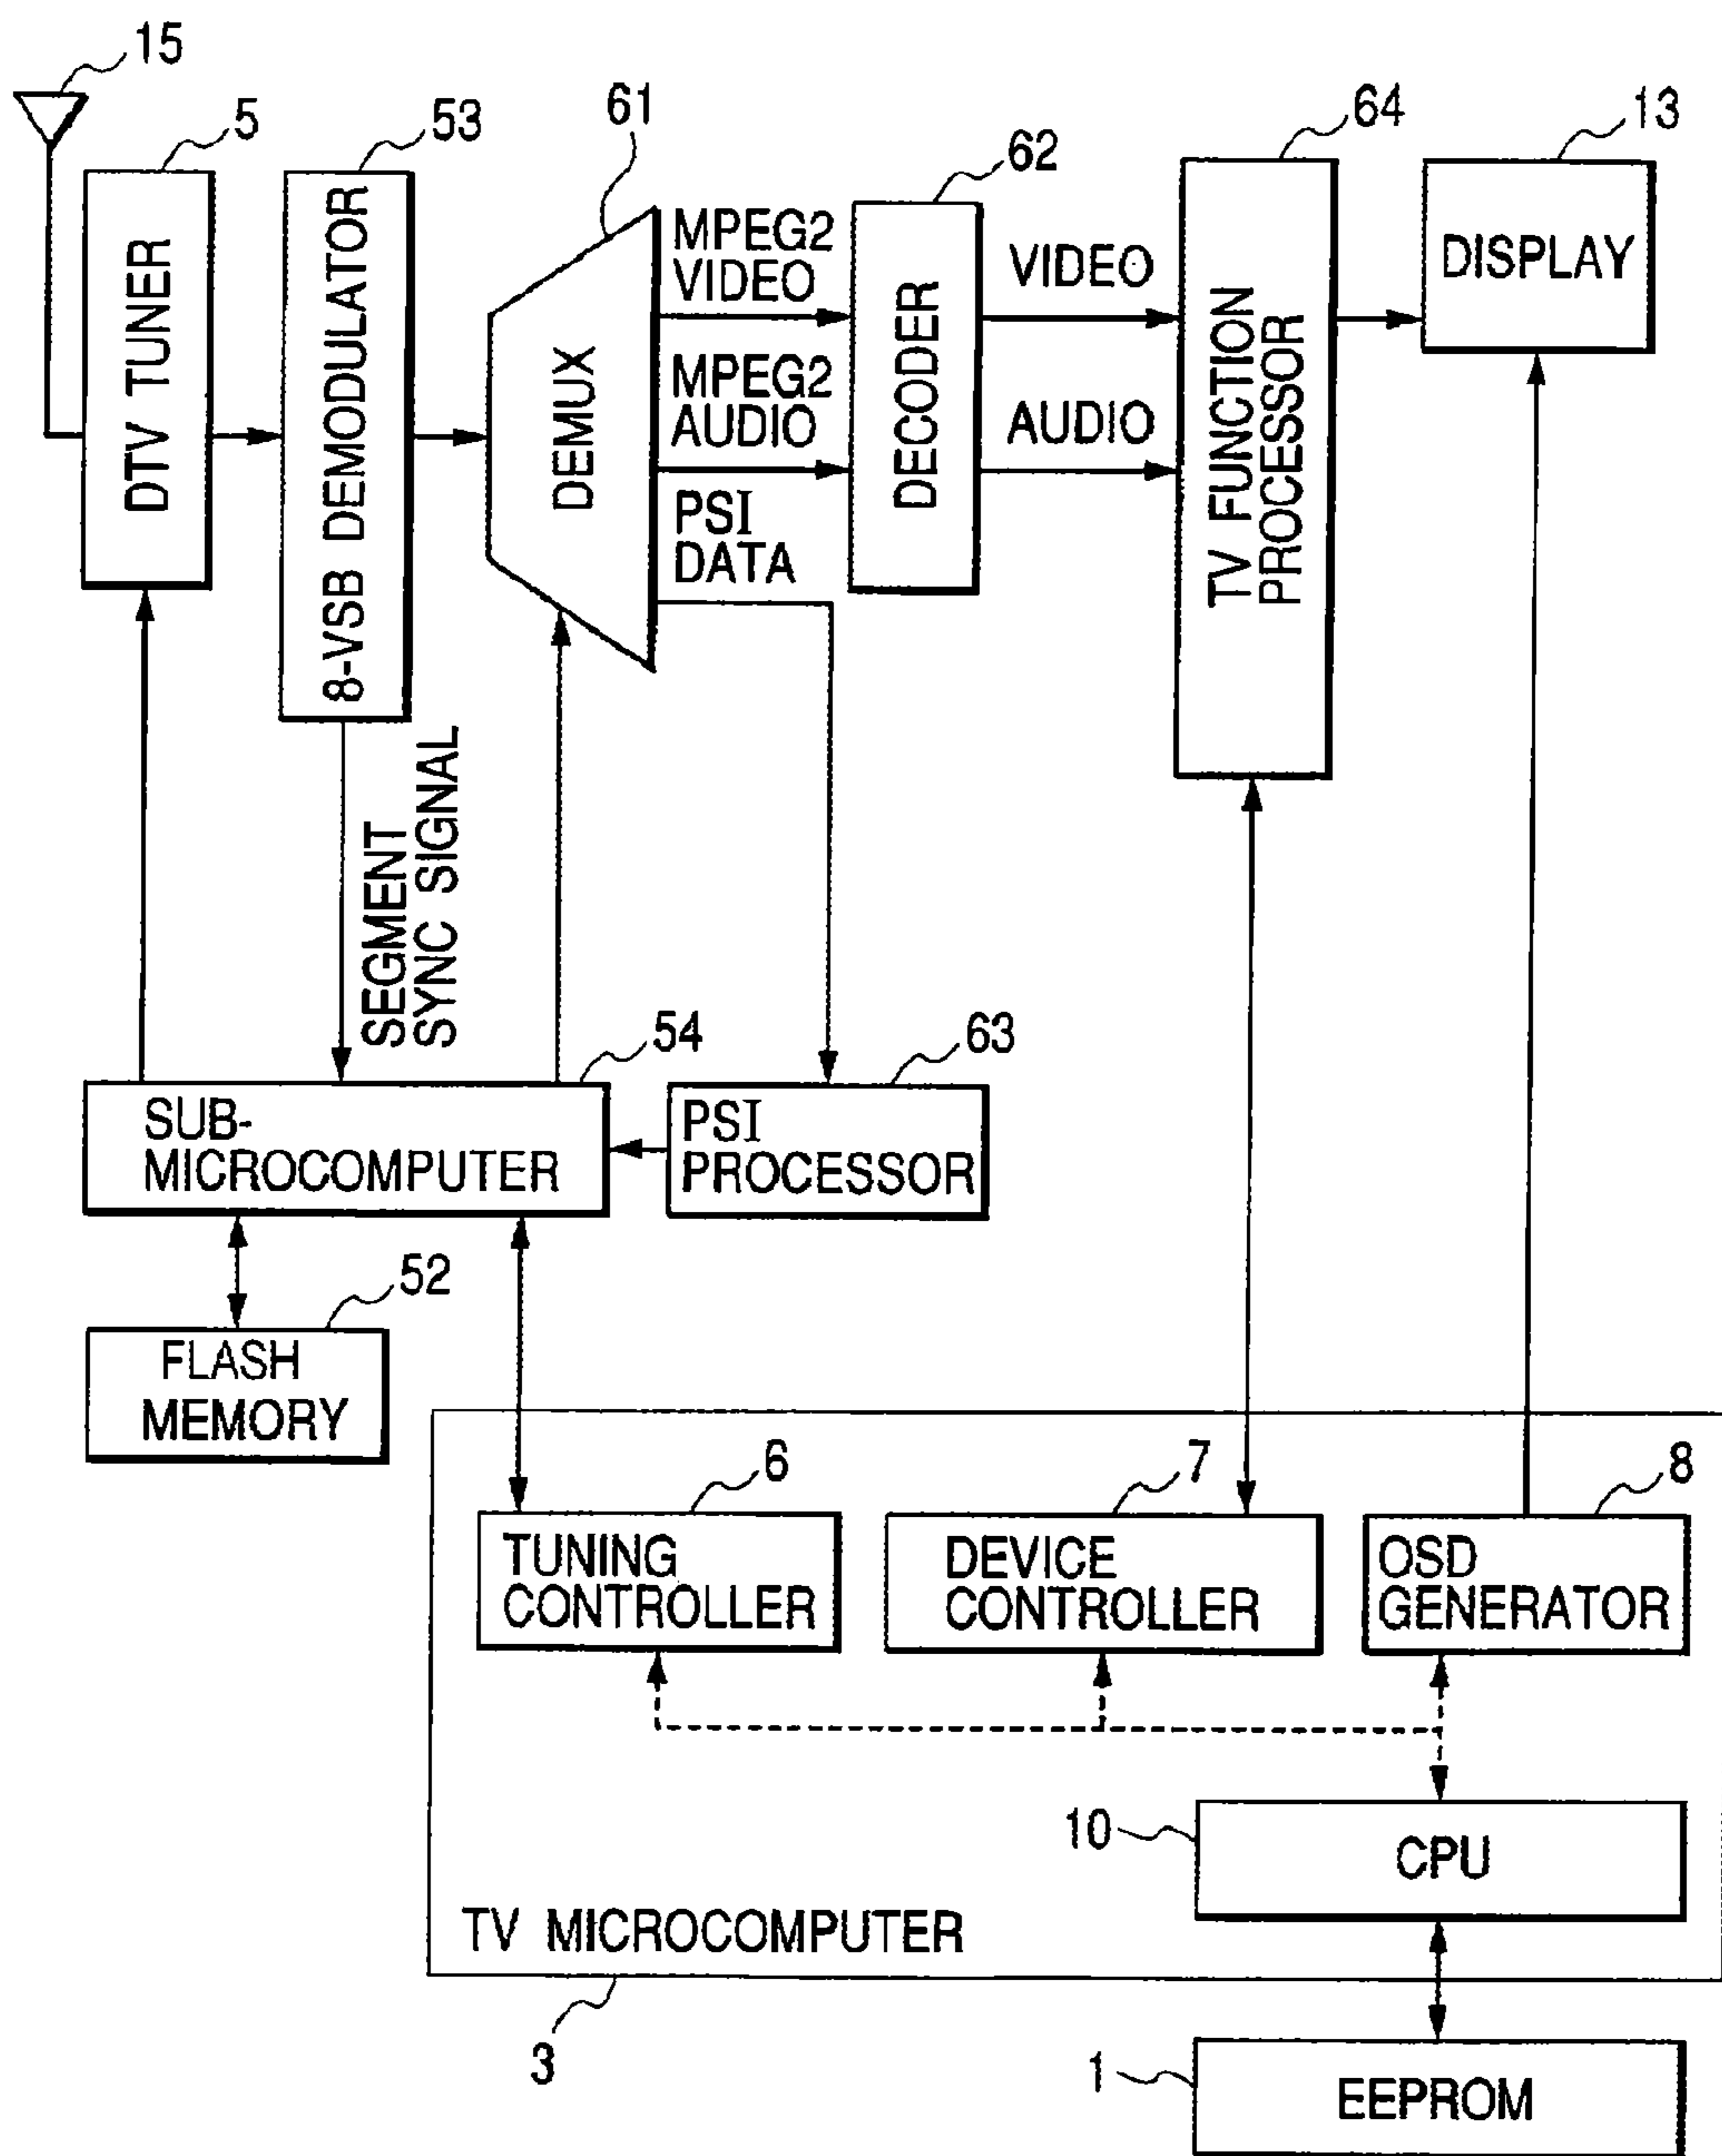 15
5
53
61
62
64
13
DTV TUNER
8-VSB DEMODULATOR
DEMUX
MPEG2
VIDEO
MPEG2
AUDIO
PSI
DATA
DECODER
VIDEO
AUDIO
TV FUNCTION
PROCESSOR
DISPLAY
SEGMENT
SYNC SIGNAL
54
63
SUB-
MICROCOMPUTER
PSI
PROCESSOR
52
FLASH
MEMORY
6
7
8
TUNING
CONTROLLER
DEVICE
CONTROLLER
OSD
GENERATOR
10
CPU
TV MICROCOMPUTER
3
1
EEPROM